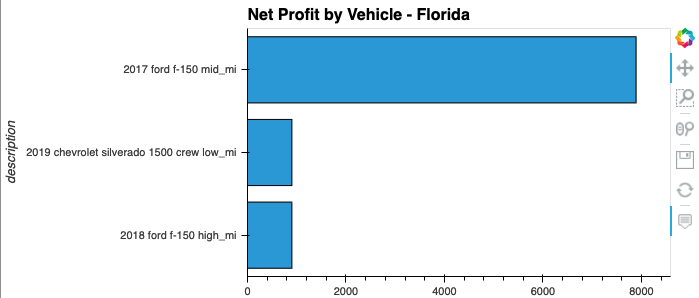 Net Profit by Vehicle - Florida
description
2017 ford f-150 mid_mi
2019 chevrolet silverado 1500 crew low_mi
2018 ford f-150 high_mi
0 2000 4000 6000 8000